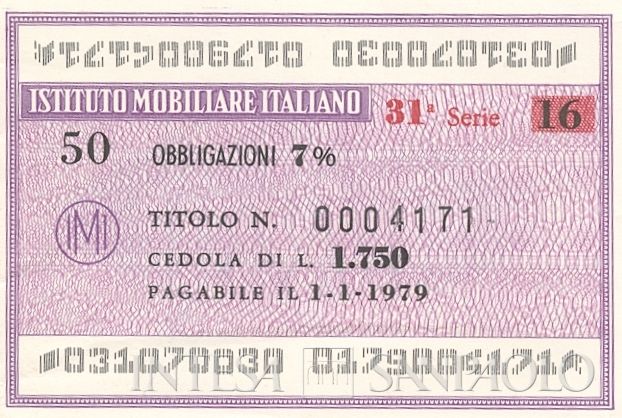 ISTITUTO MOBILIARE ITALIANO 31ª Serie 16
50 OBBLIGAZIONI 7%
IMI TITOLO N. 0004171
CEDOLA DI L. 1.750
PAGABILE IL 1-1-1979
INTESA SANPAOLO